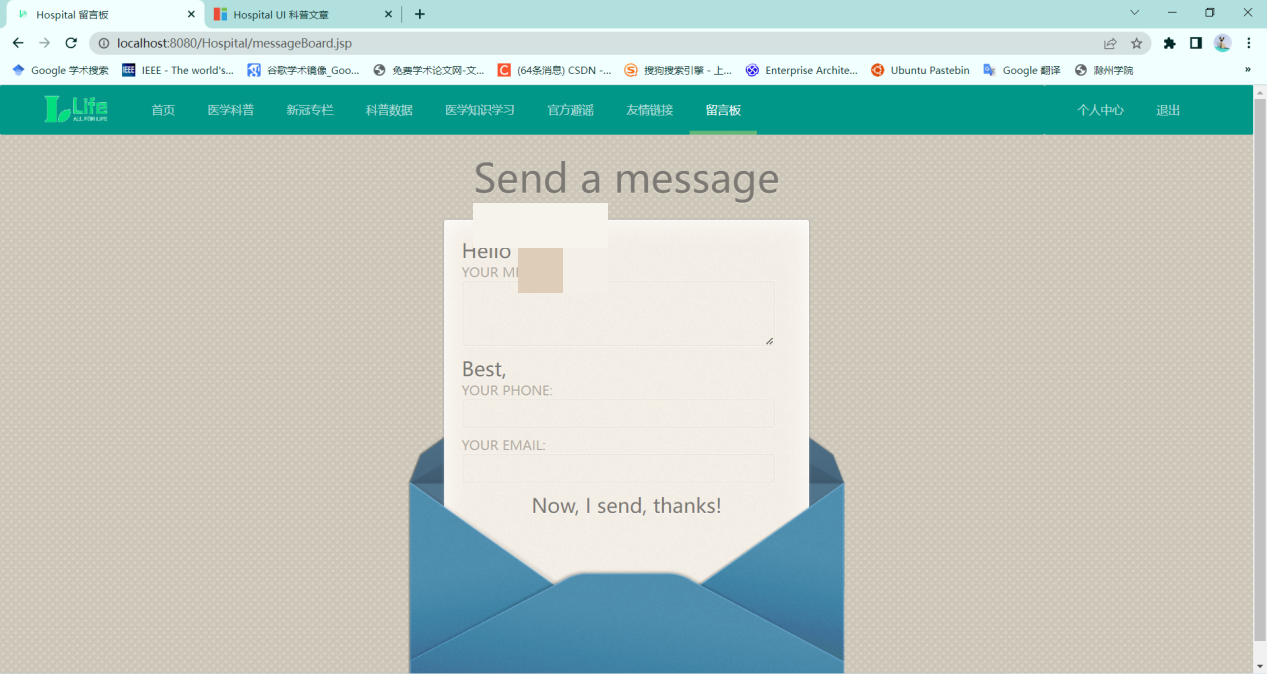 Hospital 留言板
Hospital UI 科普文章
localhost:8080/Hospital/messageBoard.jsp
Google 学术搜索 IEEE - The world's... 谷歌学术镜像_Goo... 免费学术论文网-文... (64条消息) CSDN -... 搜狗搜索引擎 - 上... Enterprise Archite... Ubuntu Pastebin Google 翻译 滁州学院 »
Life
ALL FOR LIFE
首页 医学科普 新冠专栏 科普数据 医学知识学习 官方避谣 友情链接 留言板 个人中心 退出
Send a message
Hello
YOUR
Best,
YOUR PHONE:
YOUR EMAIL:
Now, I send, thanks!